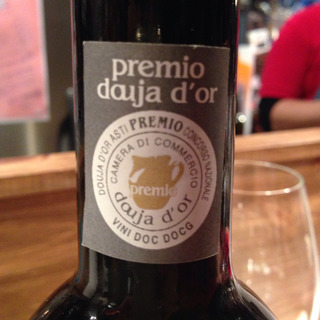 premio
douja d'or
DOUJA D'OR ASTI PREMIO CONCORSO NAZIONALE
CAMERA DI COMMERCIO
premio
douja d'or
VINI DOC DOCG